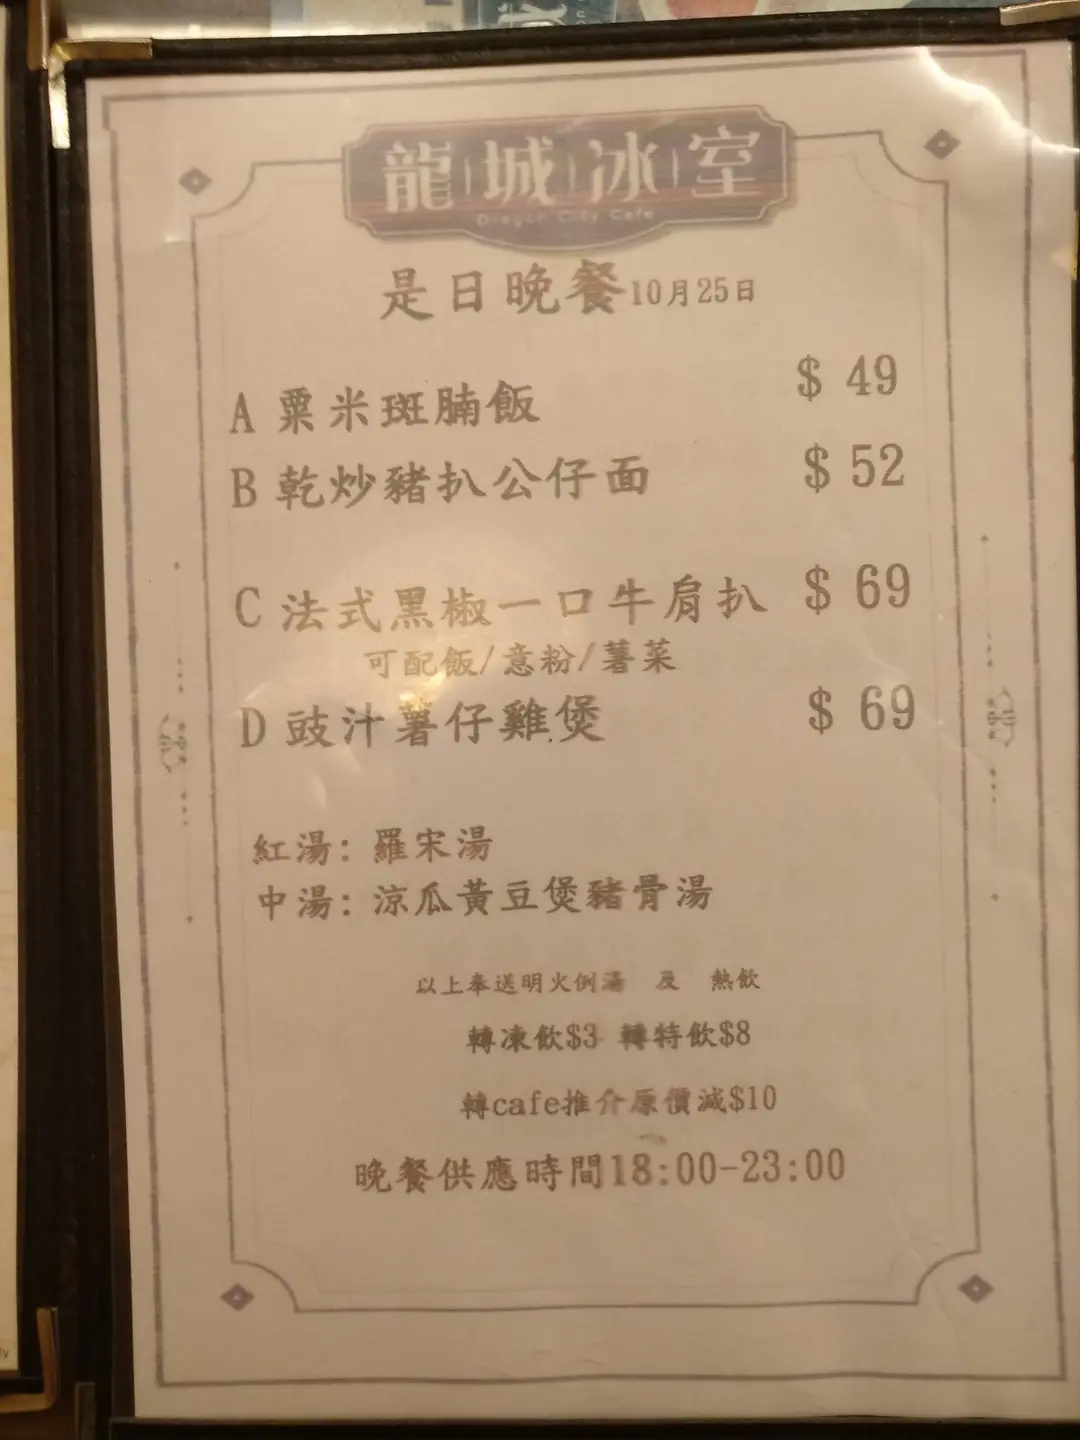 龍城冰室
Dragon City Cafe
是日晚餐10月25日
A 粟米斑腩飯 $ 49
B 乾炒豬扒公仔面 $ 52
C 法式黑椒一口牛肩扒 $ 69
可配飯/意粉/薯菜
D 豉汁薯仔雞煲 $ 69
紅湯：羅宋湯
中湯：涼瓜黃豆煲豬骨湯
以上奉送明火例湯 及 熱飲
轉凍飲$3 轉特飲$8
轉cafe推介原價減$10
晚餐供應時間18:00-23:00